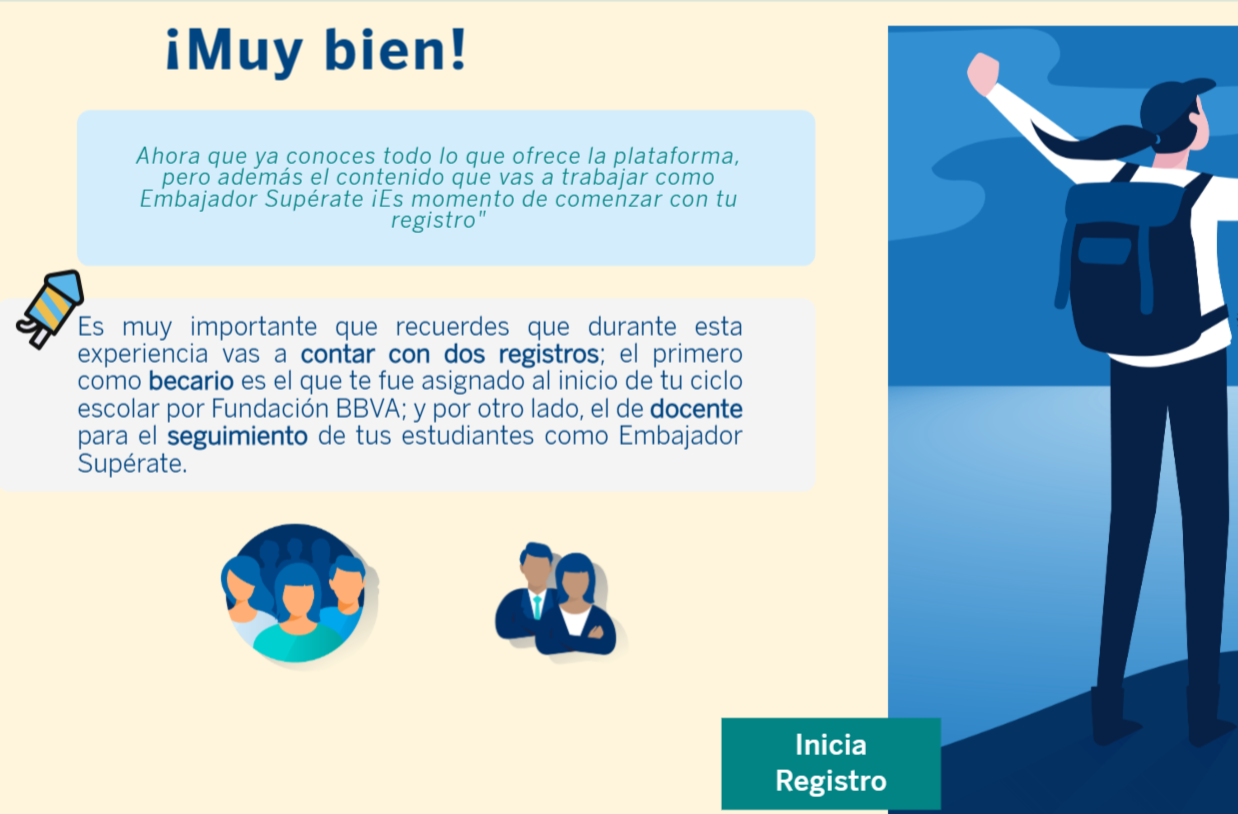 ¡Muy bien!
Ahora que ya conoces todo lo que ofrece la plataforma,
pero además el contenido que vas a trabajar como
Embajador Supérate ¡Es momento de comenzar con tu
registro"
Es muy importante que recuerdes que durante esta
experiencia vas a contar con dos registros; el primero
como becario es el que te fue asignado al inicio de tu ciclo
escolar por Fundación BBVA; y por otro lado, el de docente
para el seguimiento de tus estudiantes como Embajador
Supérate.
Inicia
Registro